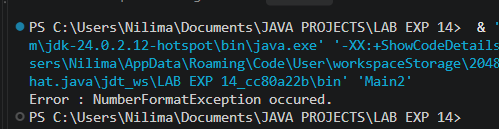 PS C:\Users\Nilima\Documents\JAVA PROJECTS\LAB EXP 14>  & '
m\jdk-24.0.2.12-hotspot\bin\java.exe' '-XX:+ShowCodeDetails
sers\Nilima\AppData\Roaming\Code\User\workspaceStorage\2048
hat.java\jdt_ws\LAB EXP 14_cc80a22b\bin' 'Main2'
Error : NumberFormatException occured.
PS C:\Users\Nilima\Documents\JAVA PROJECTS\LAB EXP 14>